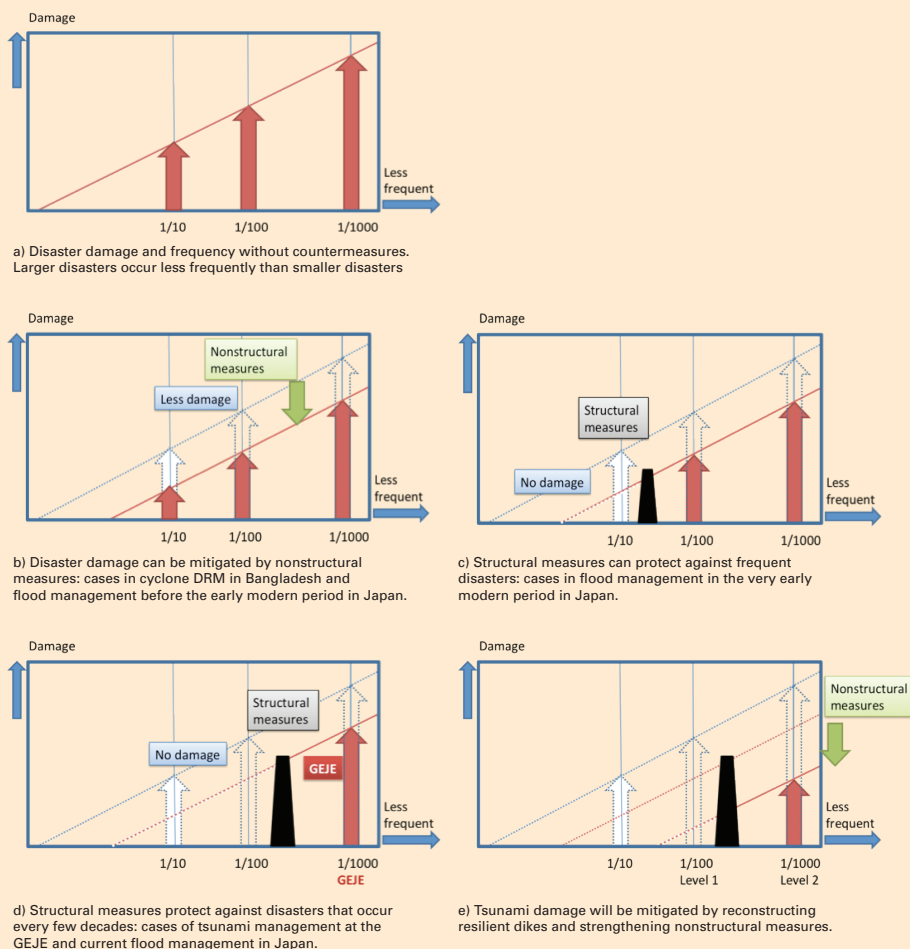 Damage
Less
frequent
1/10
1/100
1/1000
a) Disaster damage and frequency without countermeasures.
Larger disasters occur less frequently than smaller disasters
Damage
Nonstructural
measures
Less damage
Less
frequent
1/10
1/100
1/1000
b) Disaster damage can be mitigated by nonstructural
measures: cases in cyclone DRM in Bangladesh and
flood management before the early modern period in Japan.
Damage
Structural
measures
No damage
Less
frequent
1/10
1/100
1/1000
c) Structural measures can protect against frequent
disasters: cases in flood management in the very early
modern period in Japan.
Damage
Structural
measures
No damage
GEJE
Less
frequent
1/10
1/100
1/1000
GEJE
d) Structural measures protect against disasters that occur
every few decades: cases of tsunami management at the
GEJE and current flood management in Japan.
Damage
Nonstructural
measures
Less
frequent
1/10
1/100
1/1000
Level 1
Level 2
e) Tsunami damage will be mitigated by reconstructing
resilient dikes and strengthening nonstructural measures.